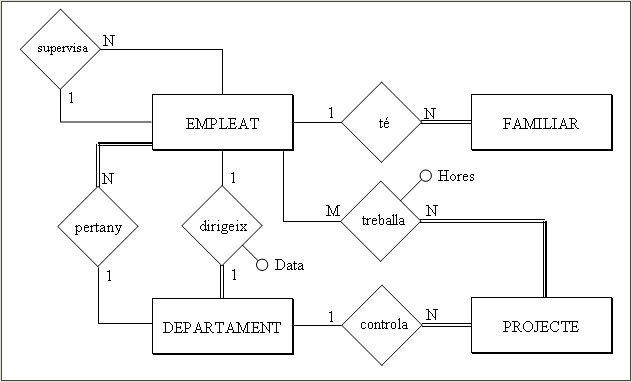 supervisa
N
1
EMPLEAT
1
té
N
FAMILIAR
N
1
Hores
pertany
dirigeix
M
treballa
N
1
1
Data
DEPARTAMENT
1
controla
N
PROJECTE